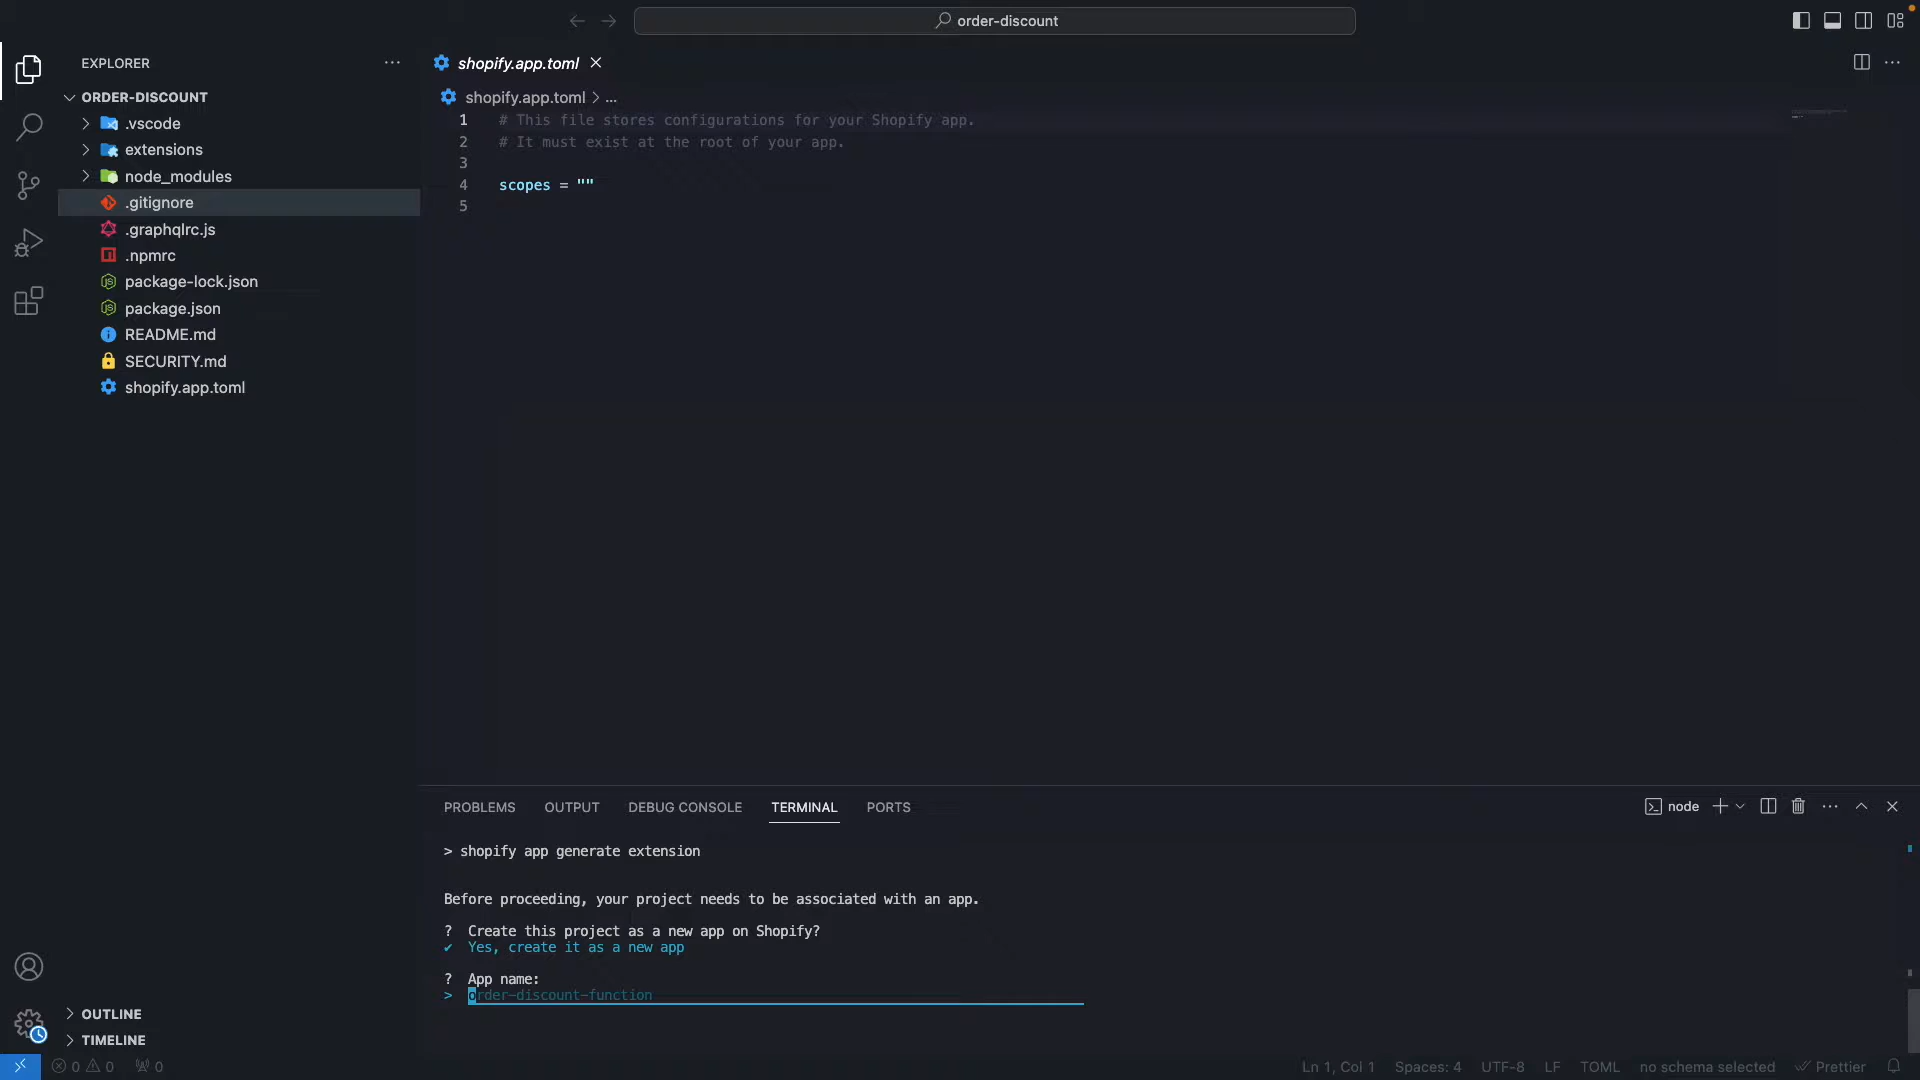 order-discount
EXPLORER
shopify.app.toml
ORDER-DISCOUNT
shopify.app.toml > ...
.vscode
extensions
node_modules
.gitignore
.graphqlrc.js
.npmrc
package-lock.json
package.json
README.md
SECURITY.md
shopify.app.toml
1 # This file stores configurations for your Shopify app.
2 # It must exist at the root of your app.
3
4 scopes = ""
5
PROBLEMS OUTPUT DEBUG CONSOLE TERMINAL PORTS
node
> shopify app generate extension
Before proceeding, your project needs to be associated with an app.
? Create this project as a new app on Shopify?
✔ Yes, create it as a new app
? App name:
> order-discount-function
OUTLINE
TIMELINE
0 0 0
Ln 1, Col 1 Spaces: 4 UTF-8 LF TOML no schema selected Prettier